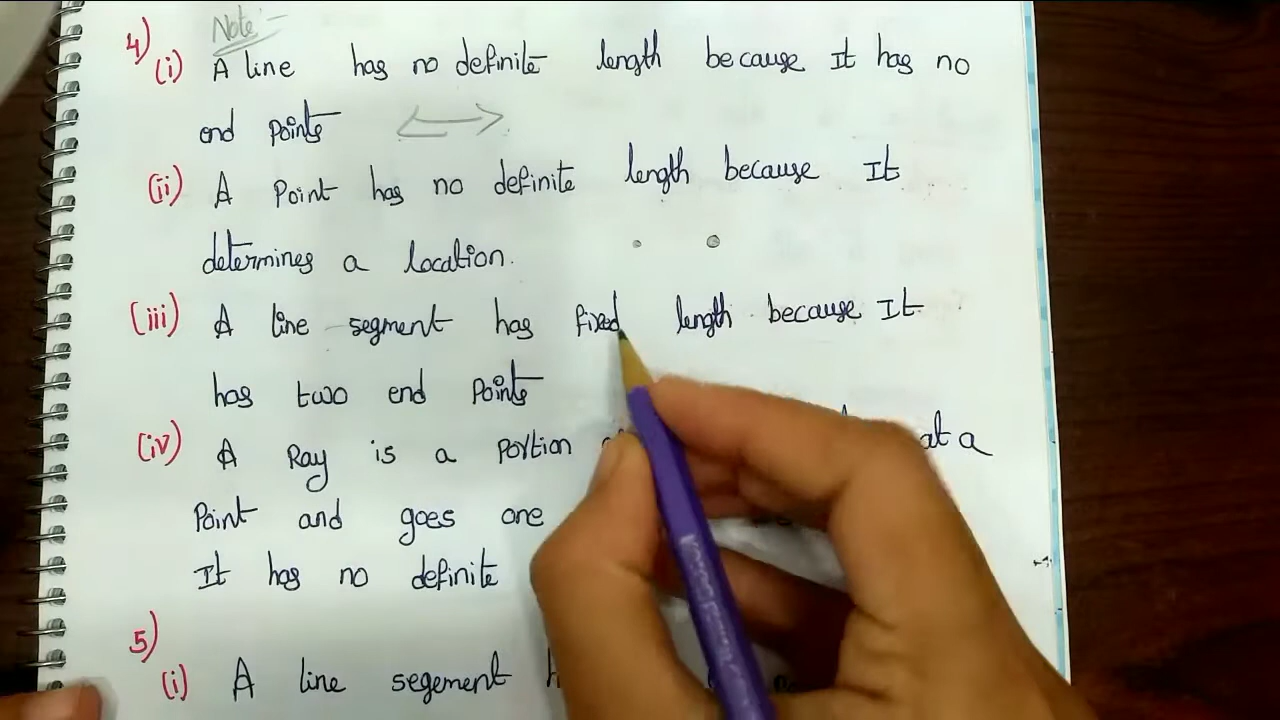 Note:-
4)
(i) A line has no definite length because It has no
end points
(ii) A Point has no definite length because It
determines a location.
(iii) A line segment has fixed length because It
has two end Points
(iv) A Ray is a portion at a
Point and goes one
It has no definite
5)
(i) A line segement